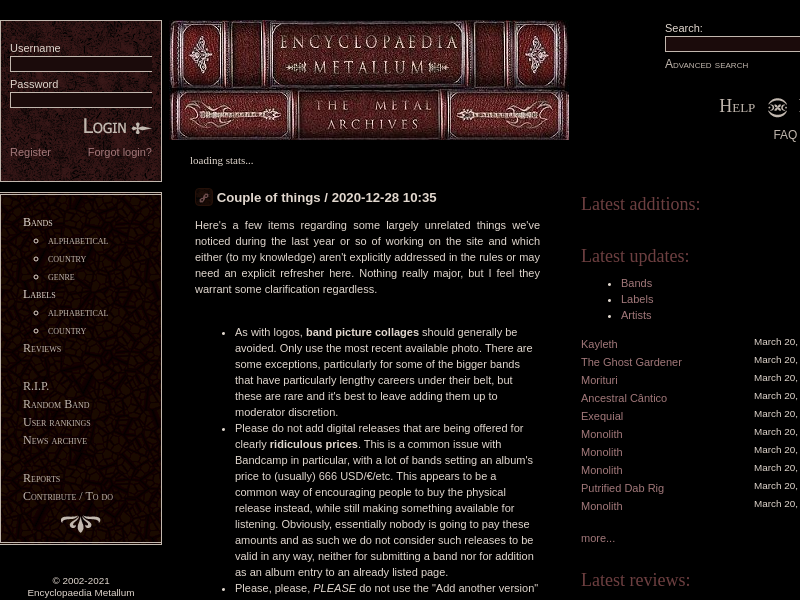 Username
Password
Login
Register Forgot login?
ENCYCLOPAEDIA
METALLUM
THE METAL
ARCHIVES
loading stats...
Search:
Advanced search
Help
FAQ
Bands
alphabetical
country
genre
Labels
alphabetical
country
Reviews
R.I.P.
Random Band
User rankings
News archive
Reports
Contribute / To do
© 2002-2021
Encyclopaedia Metallum
Couple of things / 2020-12-28 10:35
Here's a few items regarding some largely unrelated things we've
noticed during the last year or so of working on the site and which
either (to my knowledge) aren't explicitly addressed in the rules or may
need an explicit refresher here. Nothing really major, but I feel they
warrant some clarification regardless.
As with logos, band picture collages should generally be
avoided. Only use the most recent available photo. There are
some exceptions, particularly for some of the bigger bands
that have particularly lengthy careers under their belt, but
these are rare and it's best to leave adding them up to
moderator discretion.
Please do not add digital releases that are being offered for
clearly ridiculous prices. This is a common issue with
Bandcamp in particular, with a lot of bands setting an album's
price to (usually) 666 USD/€/etc. This appears to be a
common way of encouraging people to buy the physical
release instead, while still making something available for
listening. Obviously, essentially nobody is going to pay these
amounts and as such we do not consider such releases to be
valid in any way, neither for submitting a band nor for addition
as an album entry to an already listed page.
Please, please, PLEASE do not use the "Add another version"
Latest additions:
Latest updates:
Bands
Labels
Artists
Kayleth March 20,
The Ghost Gardener March 20,
Morituri March 20,
Ancestral Cântico March 20,
Exequial March 20,
Monolith March 20,
Monolith March 20,
Monolith March 20,
Putrified Dab Rig March 20,
Monolith March 20,
more...
Latest reviews: